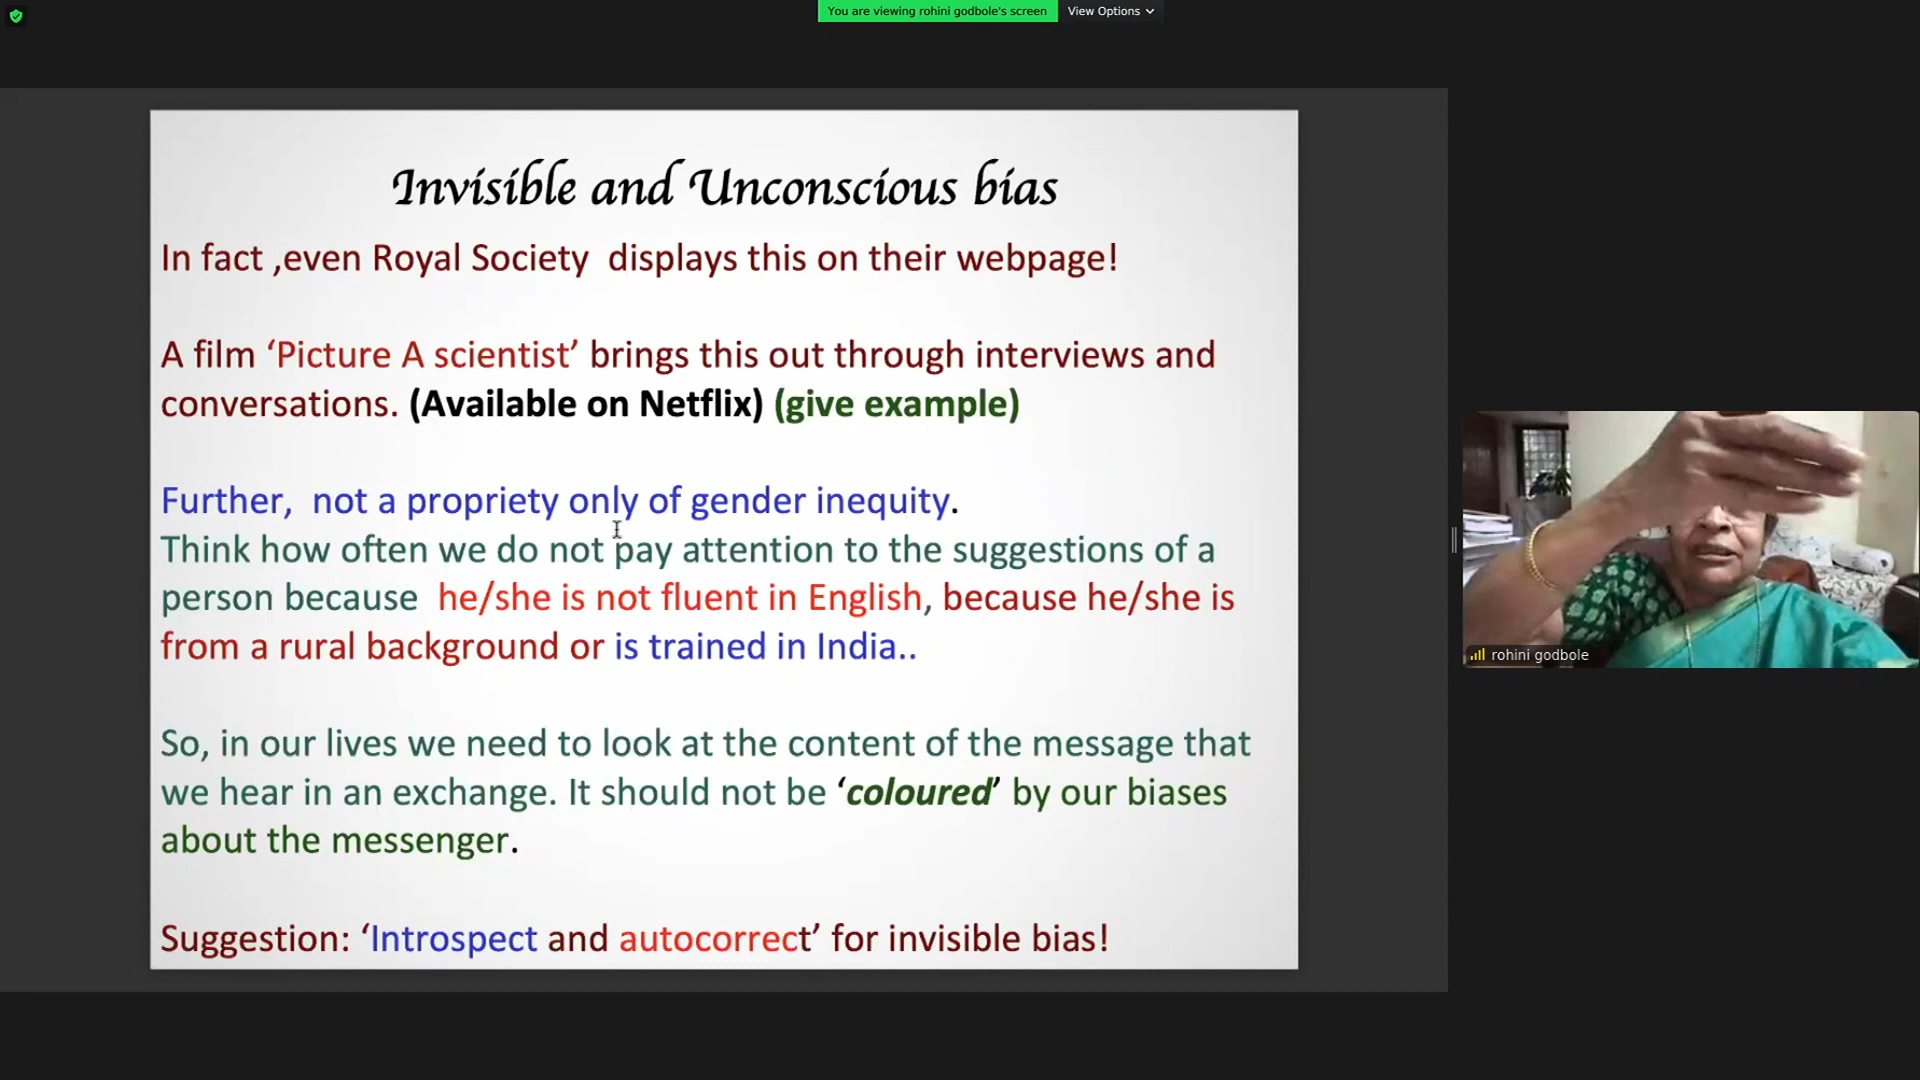 You are viewing rohini godbole's screen
View Options
Invisible and Unconscious bias
In fact ,even Royal Society displays this on their webpage!
A film ‘Picture A scientist’ brings this out through interviews and
conversations. (Available on Netflix) (give example)
Further, not a propriety only of gender inequity.
Think how often we do not pay attention to the suggestions of a
person because he/she is not fluent in English, because he/she is
from a rural background or is trained in India..
So, in our lives we need to look at the content of the message that
we hear in an exchange. It should not be ‘coloured’ by our biases
about the messenger.
Suggestion: ‘Introspect and autocorrect’ for invisible bias!
rohini godbole